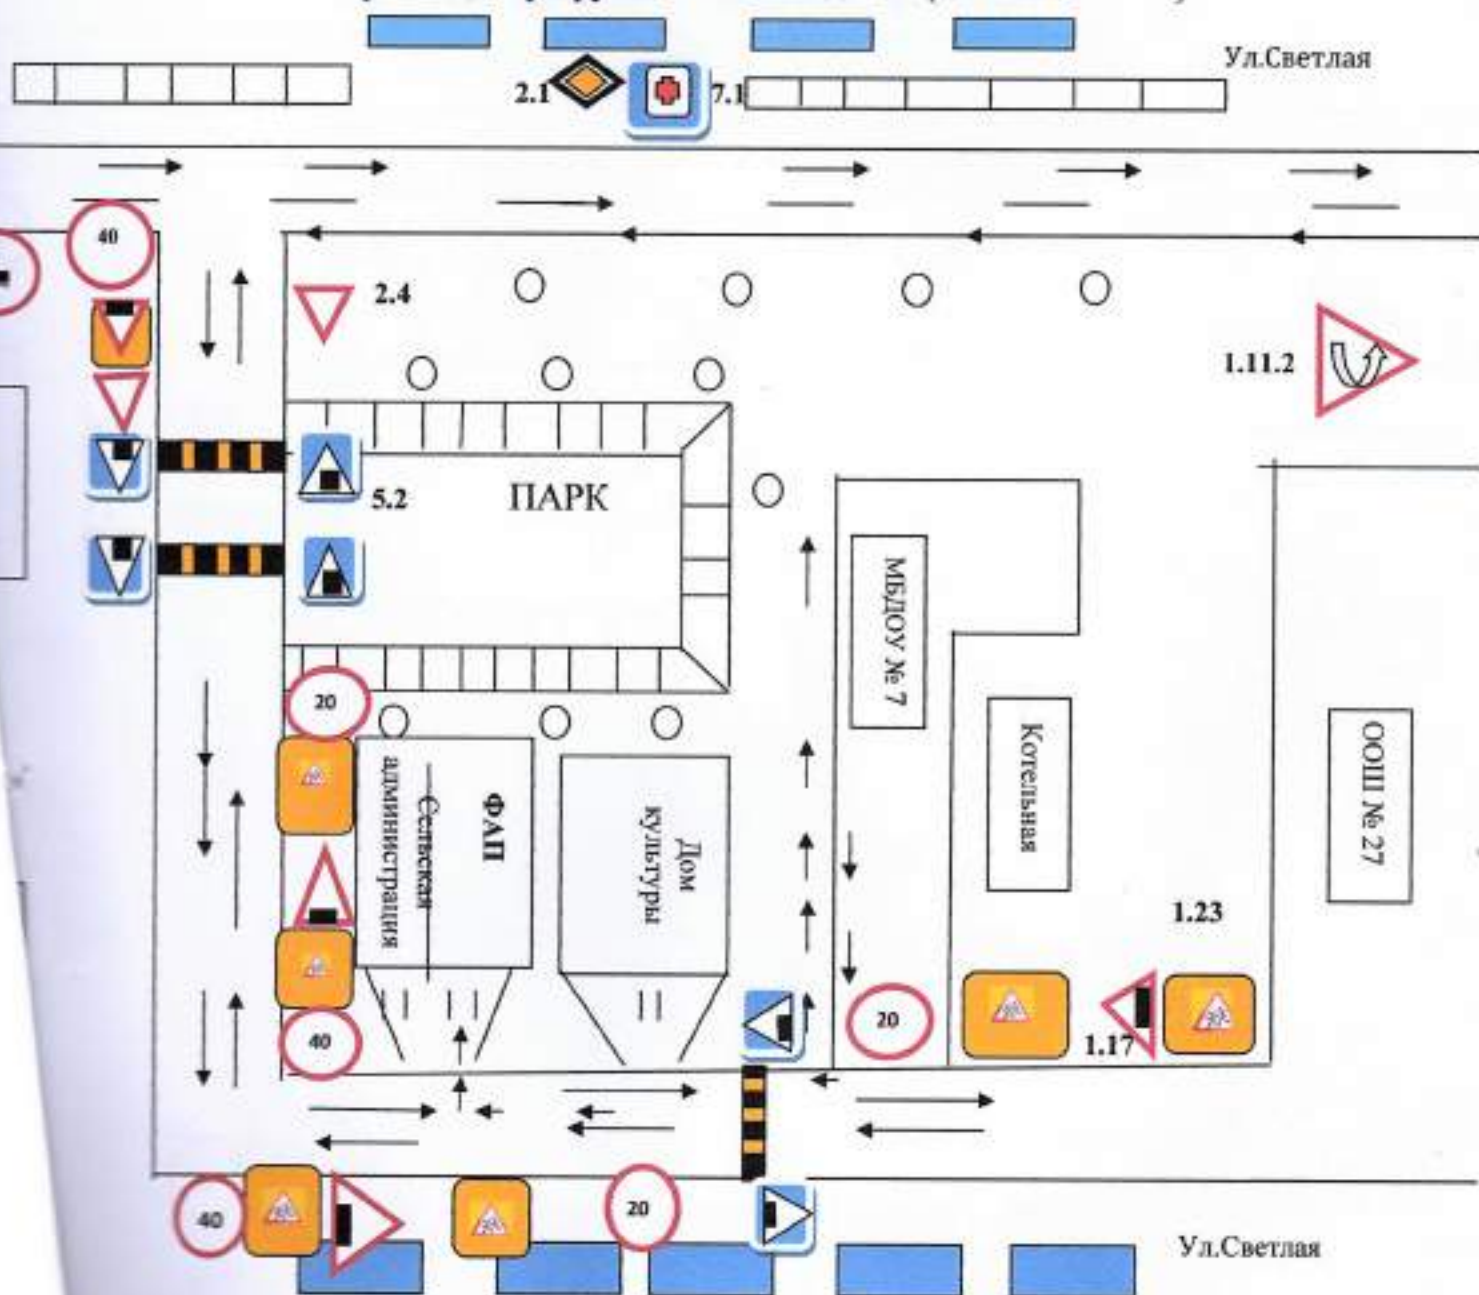 Ул.Светлая
2.1
7.1
40
2.4
1.11.2
5.2
ПАРК
МБДОУ № 7
20
Котельная
ООШ № 27
ФАП
Сельская
администрация
Дом
культуры
1.23
40
20
1.17
40
20
Ул.Светлая